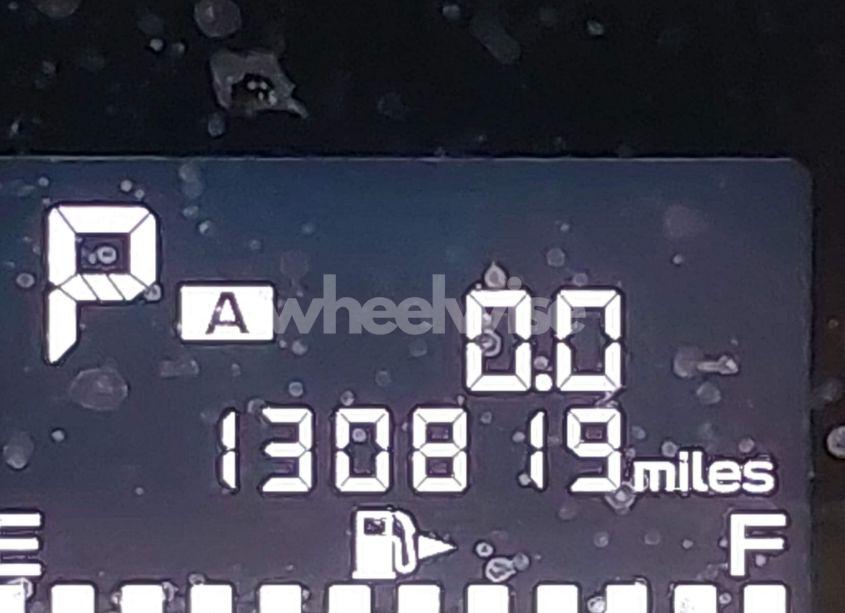 P
A wheelwise 0.0
130819 miles
E F